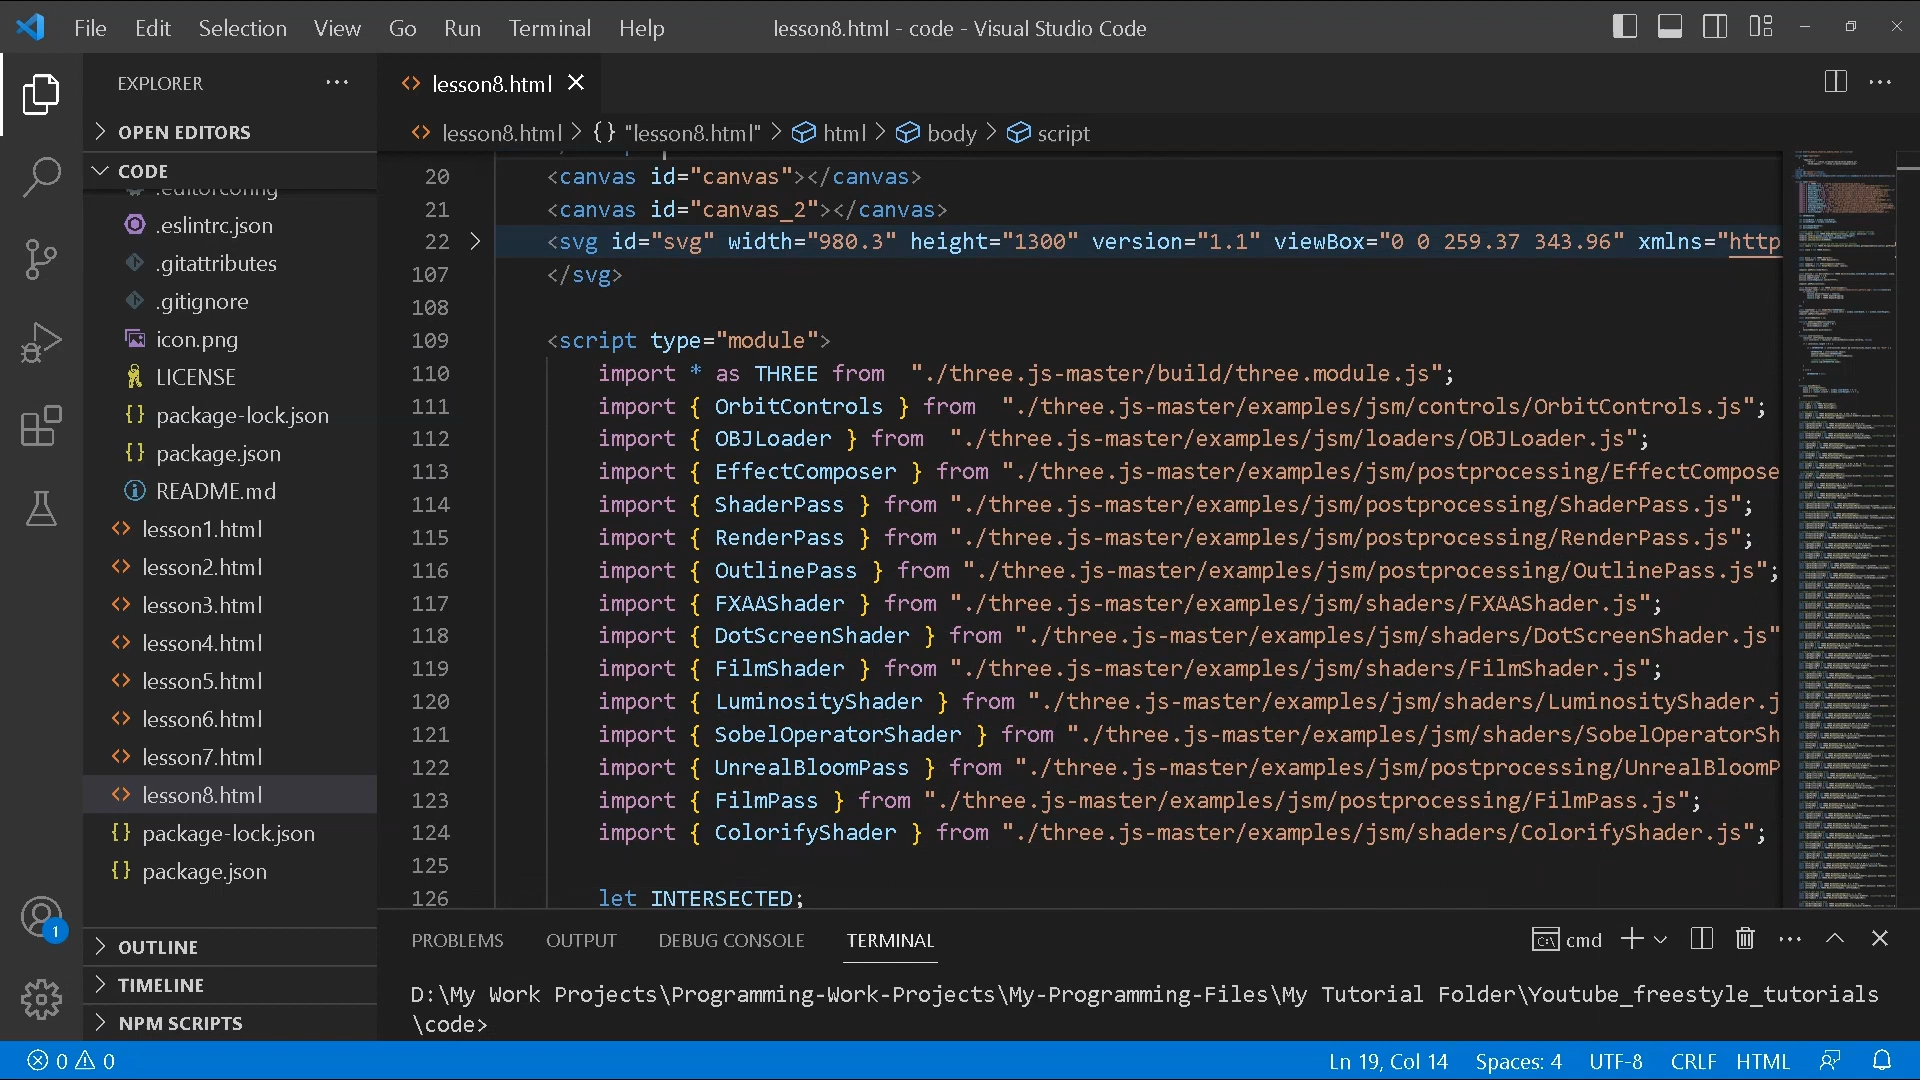 File Edit Selection View Go Run Terminal Help lesson8.html - code - Visual Studio Code
EXPLORER
OPEN EDITORS
CODE
.editorconfig
.eslintrc.json
.gitattributes
.gitignore
icon.png
LICENSE
package-lock.json
package.json
README.md
lesson1.html
lesson2.html
lesson3.html
lesson4.html
lesson5.html
lesson6.html
lesson7.html
lesson8.html
package-lock.json
package.json
OUTLINE
TIMELINE
NPM SCRIPTS
1
lesson8.html
lesson8.html > {} "lesson8.html" > html > body > script
20 <canvas id="canvas"></canvas>
21 <canvas id="canvas_2"></canvas>
22 <svg id="svg" width="980.3" height="1300" version="1.1" viewBox="0 0 259.37 343.96" xmlns="http
107 </svg>
108
109 <script type="module">
110 import * as THREE from "./three.js-master/build/three.module.js";
111 import { OrbitControls } from "./three.js-master/examples/jsm/controls/OrbitControls.js";
112 import { OBJLoader } from "./three.js-master/examples/jsm/loaders/OBJLoader.js";
113 import { EffectComposer } from "./three.js-master/examples/jsm/postprocessing/EffectCompose
114 import { ShaderPass } from "./three.js-master/examples/jsm/postprocessing/ShaderPass.js";
115 import { RenderPass } from "./three.js-master/examples/jsm/postprocessing/RenderPass.js";
116 import { OutlinePass } from "./three.js-master/examples/jsm/postprocessing/OutlinePass.js";
117 import { FXAAShader } from "./three.js-master/examples/jsm/shaders/FXAAShader.js";
118 import { DotScreenShader } from "./three.js-master/examples/jsm/shaders/DotScreenShader.js"
119 import { FilmShader } from "./three.js-master/examples/jsm/shaders/FilmShader.js";
120 import { LuminosityShader } from "./three.js-master/examples/jsm/shaders/LuminosityShader.j
121 import { SobelOperatorShader } from "./three.js-master/examples/jsm/shaders/SobelOperatorSh
122 import { UnrealBloomPass } from "./three.js-master/examples/jsm/postprocessing/UnrealBloomP
123 import { FilmPass } from "./three.js-master/examples/jsm/postprocessing/FilmPass.js";
124 import { ColorifyShader } from "./three.js-master/examples/jsm/shaders/ColorifyShader.js";
125
126 let INTERSECTED;
PROBLEMS OUTPUT DEBUG CONSOLE TERMINAL cmd
D:\My Work Projects\Programming-Work-Projects\My-Programming-Files\My Tutorial Folder\Youtube_freestyle_tutorials
\code>
0 0 Ln 19, Col 14 Spaces: 4 UTF-8 CRLF HTML